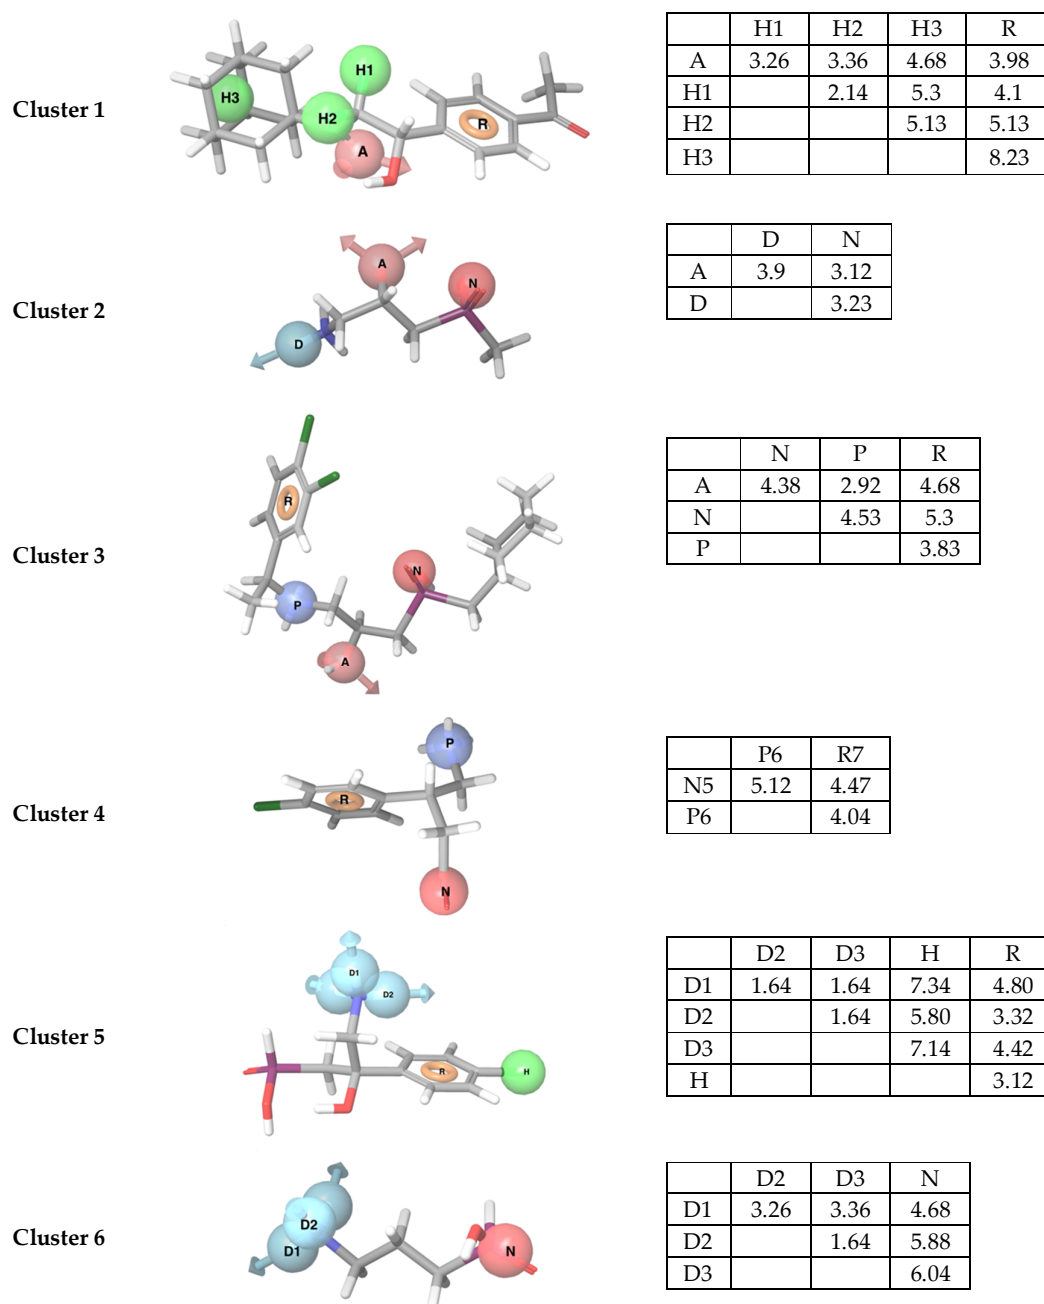 Cluster 1
H1
H3
H2
A
R
H1 H2 H3 R
A 3.26 3.36 4.68 3.98
H1 2.14 5.3 4.1
H2 5.13 5.13
H3 8.23
Cluster 2
A
N
D
D N
A 3.9 3.12
D 3.23
Cluster 3
R
N
P
A
N P R
A 4.38 2.92 4.68
N 4.53 5.3
P 3.83
Cluster 4
P
R
N
P6 R7
N5 5.12 4.47
P6 4.04
Cluster 5
D1
D2
R
H
D2 D3 H R
D1 1.64 1.64 7.34 4.80
D2 1.64 5.80 3.32
D3 7.14 4.42
H 3.12
Cluster 6
D2
D1
N
D2 D3 N
D1 3.26 3.36 4.68
D2 1.64 5.88
D3 6.04